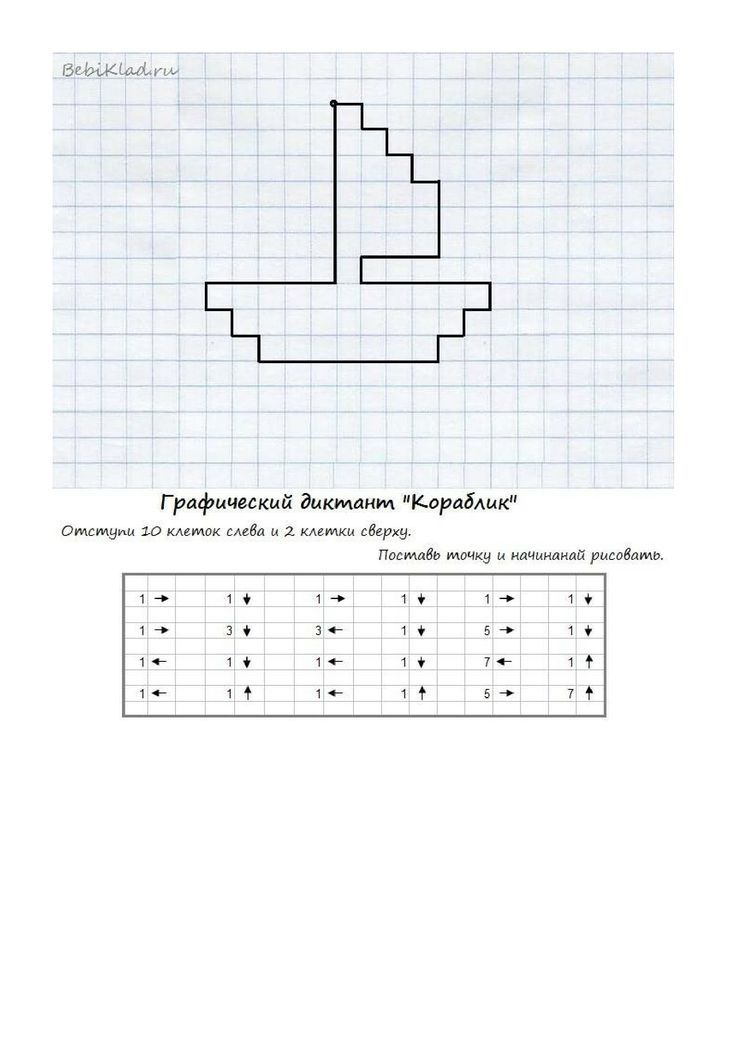 BebiKlad.ru
Графический диктант "Кораблик"
Отступи 10 клеток слева и 2 клетки сверху.
Поставь точку и начинанай рисовать.
1 → 1 ↓ 1 → 1 ↓ 1 → 1 ↓
1 → 3 ↓ 3 ← 1 ↓ 5 → 1 ↓
1 ← 1 ↓ 1 ← 1 ↓ 7 ← 1 ↑
1 ← 1 ↑ 1 ← 1 ↑ 5 → 7 ↑